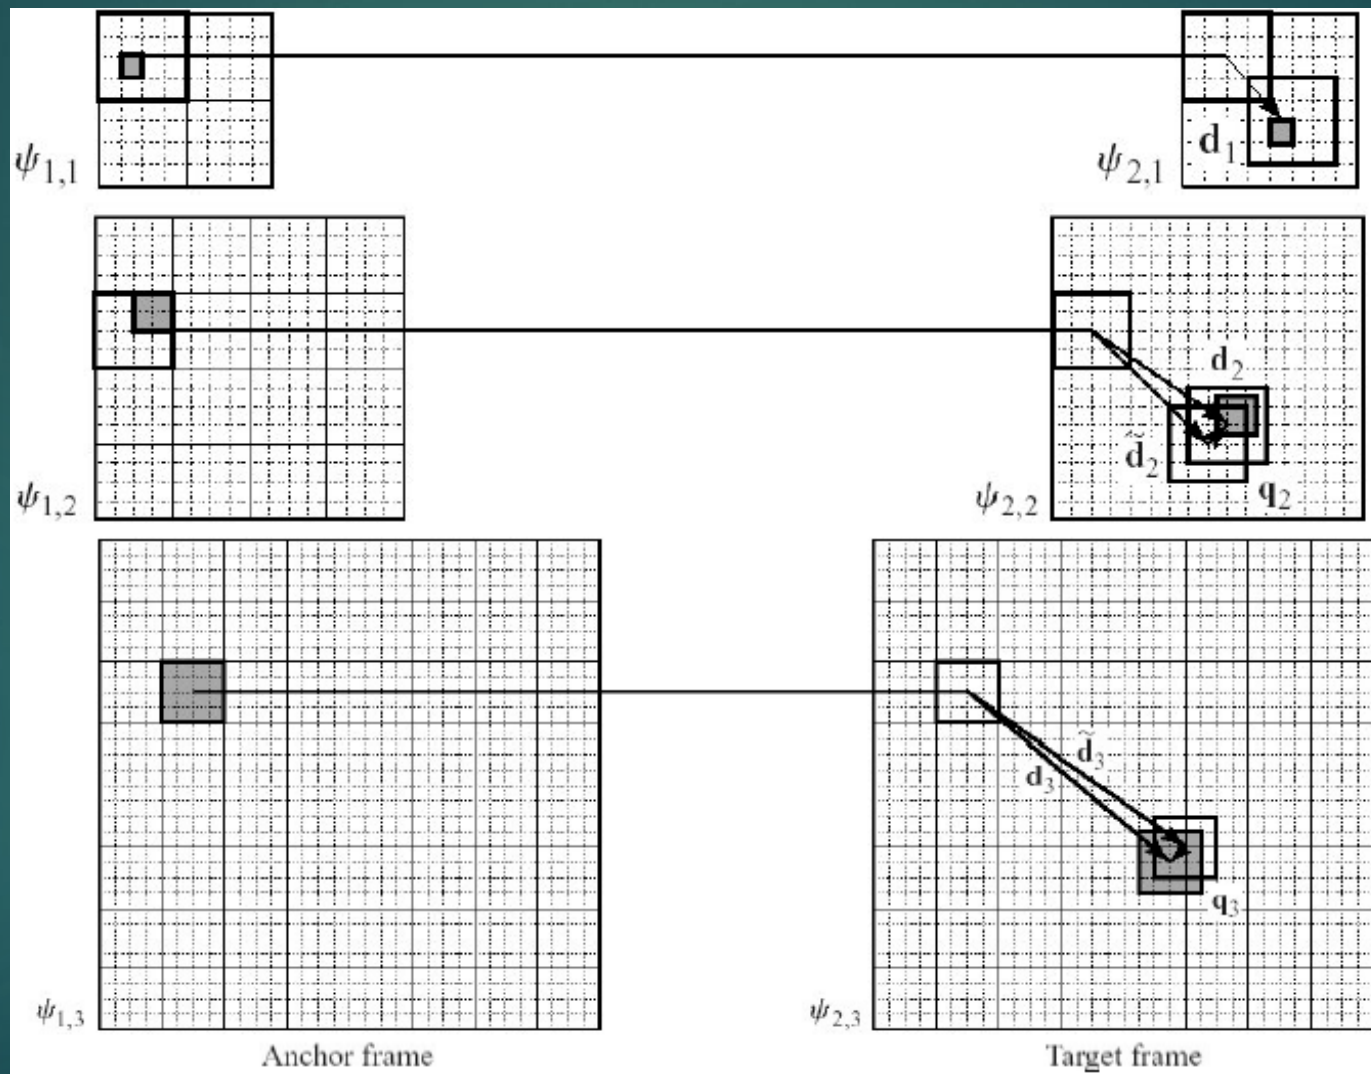 ψ1,1
ψ2,1
d1
ψ1,2
ψ2,2
d2
d̃2
q2
d̃3
d3
q3
ψ1,3
ψ2,3
Anchor frame
Target frame